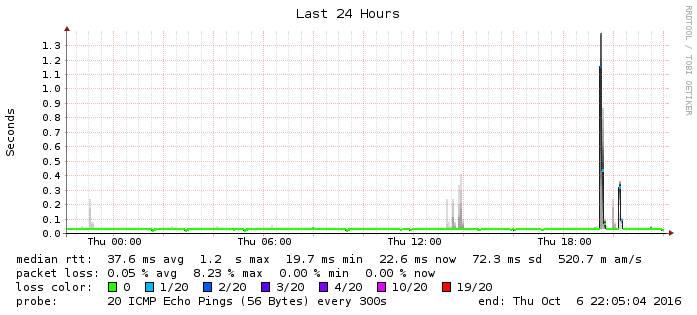 Last 24 Hours
RRDTOOL / TOBI OETIKER
Seconds
1.3
1.2
1.1
1.0
0.9
0.8
0.7
0.6
0.5
0.4
0.3
0.2
0.1
0.0
Thu 00:00 Thu 06:00 Thu 12:00 Thu 18:00
median rtt: 37.6 ms avg 1.2 s max 19.7 ms min 22.6 ms now 72.3 ms sd 520.7 m am/s
packet loss: 0.05 % avg 8.23 % max 0.00 % min 0.00 % now
loss color: 0 1/20 2/20 3/20 4/20 10/20 19/20
probe: 20 ICMP Echo Pings (56 Bytes) every 300s end: Thu Oct 6 22:05:04 2016